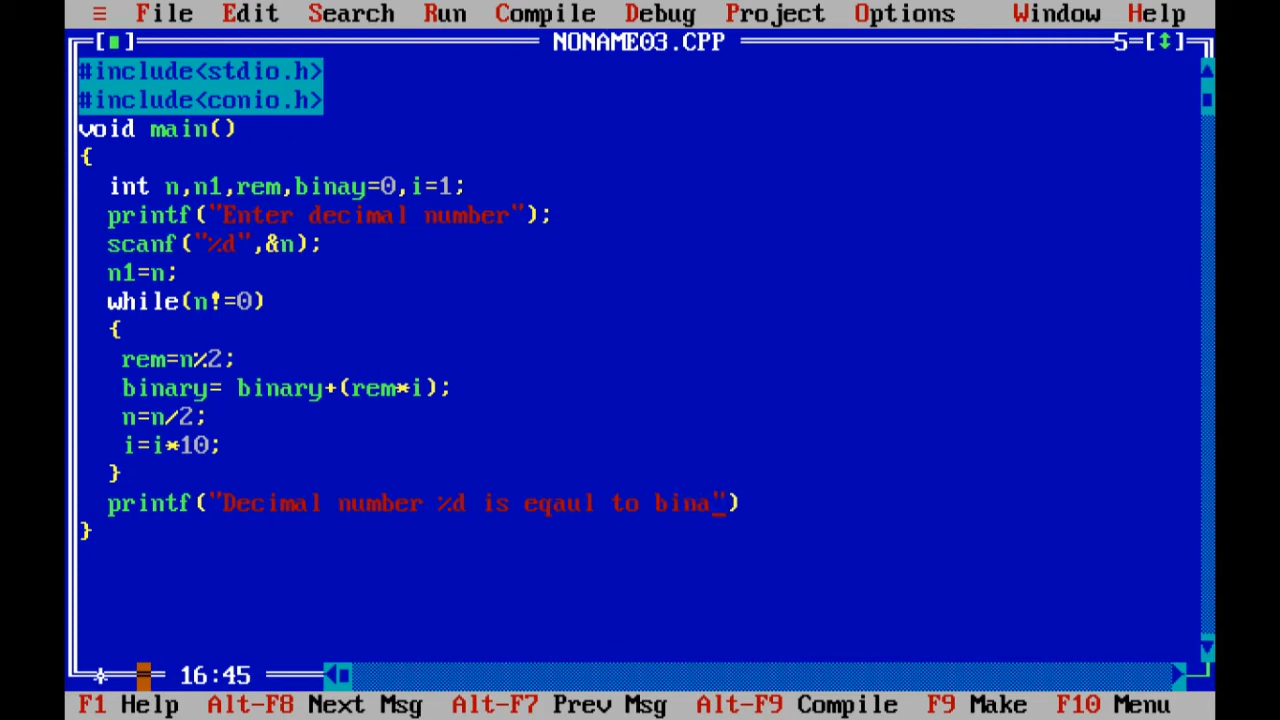 ≡ File Edit Search Run Compile Debug Project Options Window Help
[■] NONAME03.CPP 5=[↕]
#include<stdio.h>
#include<conio.h>
void main()
{
int n,n1,rem,binay=0,i=1;
printf("Enter decimal number");
scanf("%d",&n);
n1=n;
while(n!=0)
{
rem=n%2;
binary= binary+(rem*i);
n=n/2;
i=i*10;
}
printf("Decimal number %d is eqaul to bina")
}
16:45
F1 Help Alt-F8 Next Msg Alt-F7 Prev Msg Alt-F9 Compile F9 Make F10 Menu